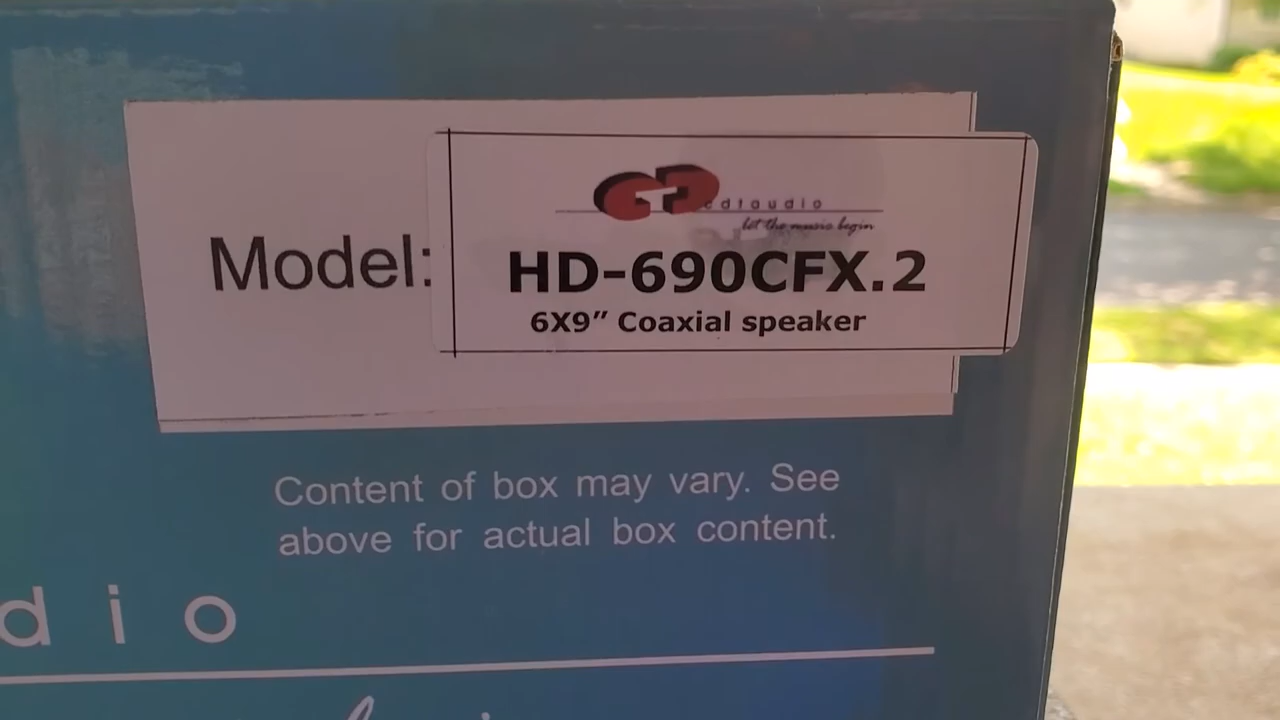 cdtaudio
let the music begin
Model: HD-690CFX.2
6X9” Coaxial speaker
Content of box may vary. See
above for actual box content.
dio